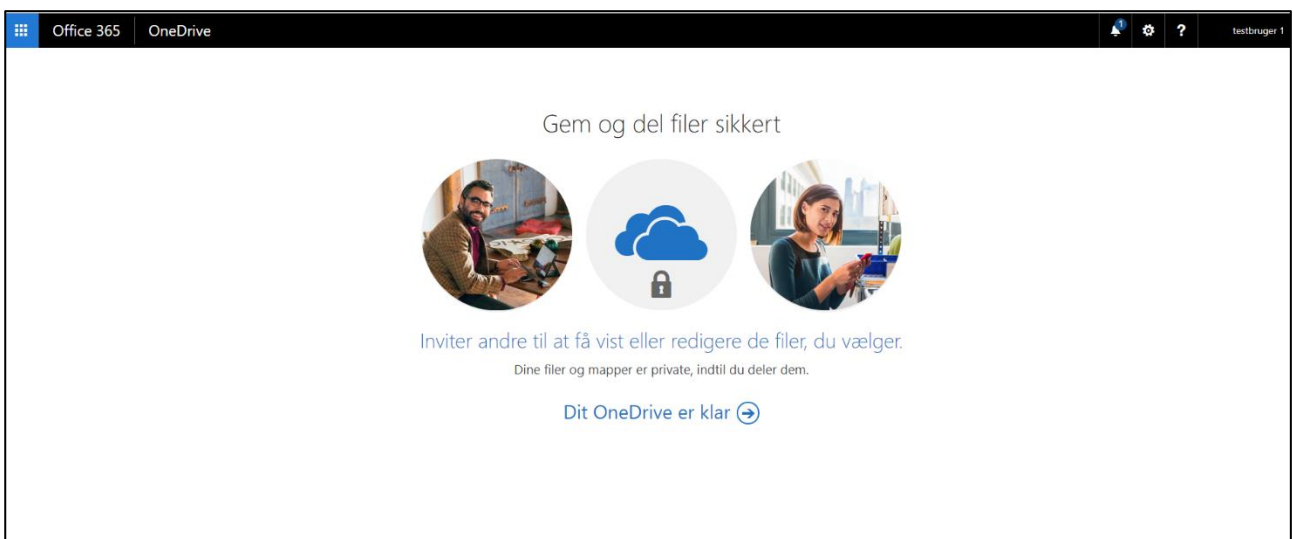 Office 365 OneDrive 1 ? testbruger 1
Gem og del filer sikkert
Inviter andre til at få vist eller redigere de filer, du vælger.
Dine filer og mapper er private, indtil du deler dem.
Dit OneDrive er klar